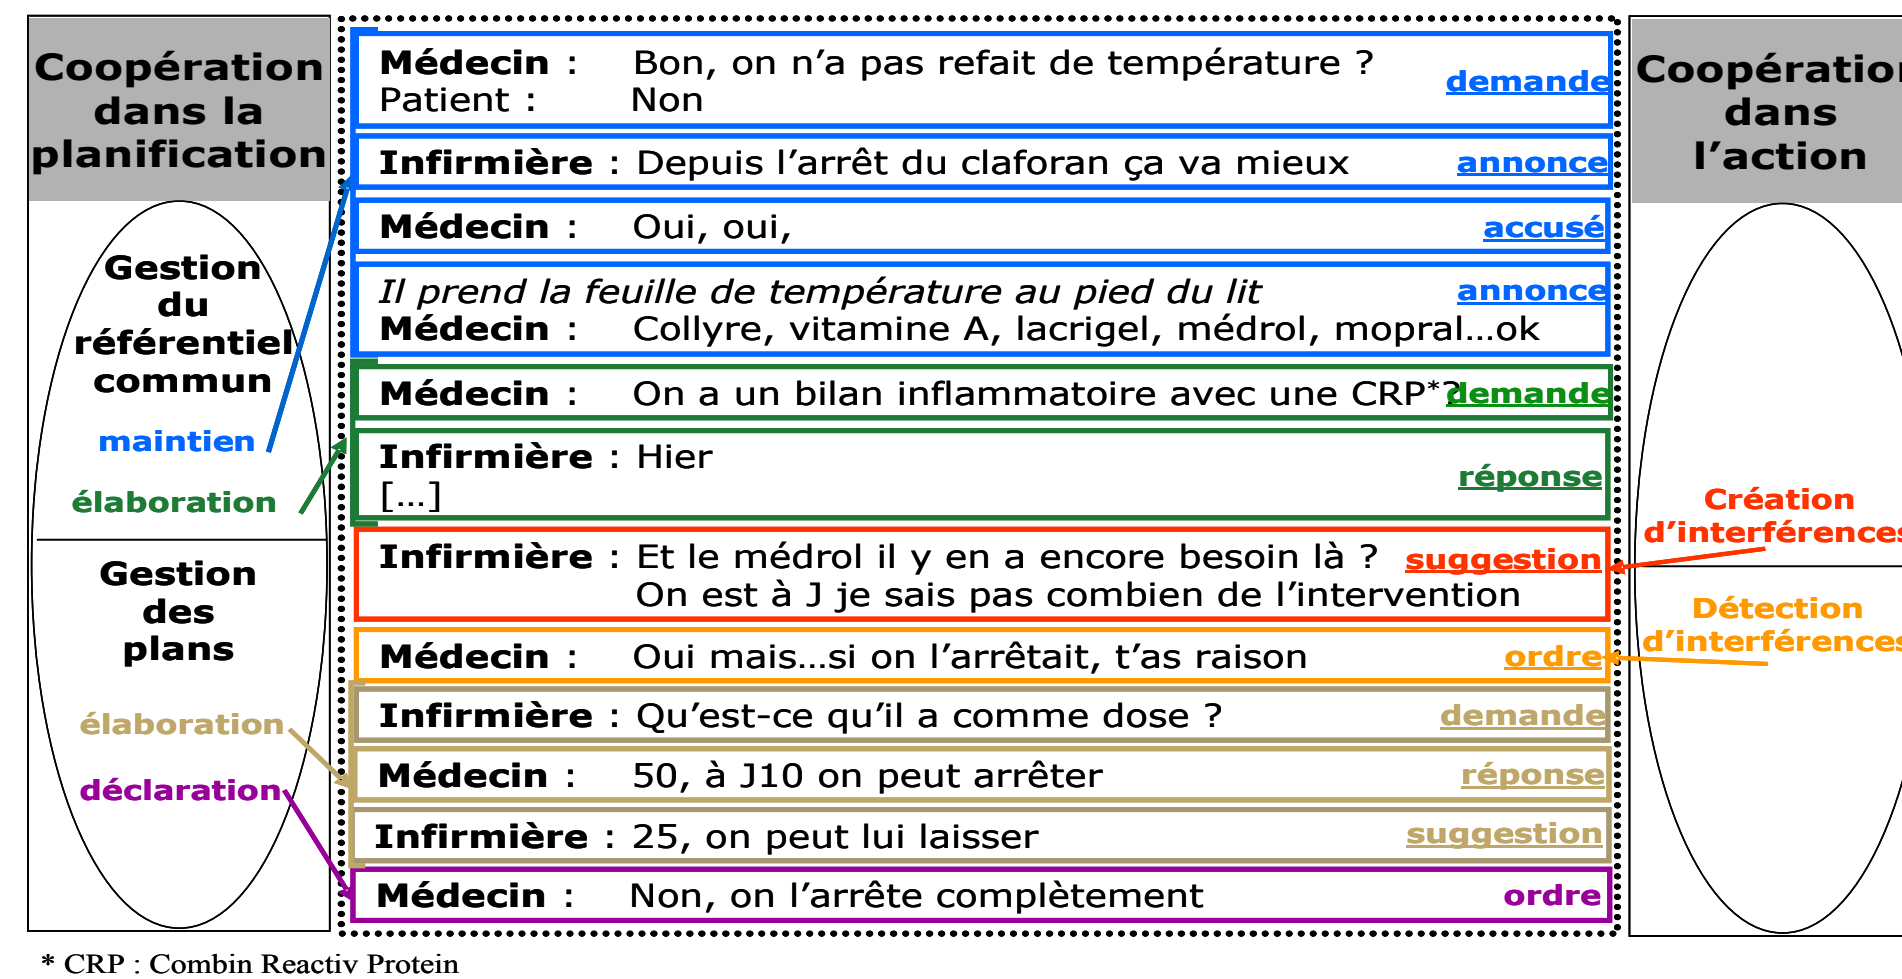 Coopération
dans la
planification
Gestion
du
référentiel
commun
maintien
élaboration
Gestion
des
plans
élaboration
déclaration
Médecin : Bon, on n’a pas refait de température ?
Patient : Non
demande
Infirmière : Depuis l’arrêt du claforan ça va mieux annonce
Médecin : Oui, oui, accusé
Il prend la feuille de température au pied du lit annonce
Médecin : Collyre, vitamine A, lacrigel, médrol, mopral…ok
Médecin : On a un bilan inflammatoire avec une CRP*? demande
Infirmière : Hier
[…]
réponse
Infirmière : Et le médrol il y en a encore besoin là ? suggestion
On est à J je sais pas combien de l’intervention
Médecin : Oui mais…si on l’arrêtait, t’as raison ordre
Infirmière : Qu’est-ce qu’il a comme dose ? demande
Médecin : 50, à J10 on peut arrêter réponse
Infirmière : 25, on peut lui laisser suggestion
Médecin : Non, on l’arrête complètement ordre
Coopération
dans
l’action
Création
d’interférences
Détection
d’interférences
* CRP : Combin Reactiv Protein